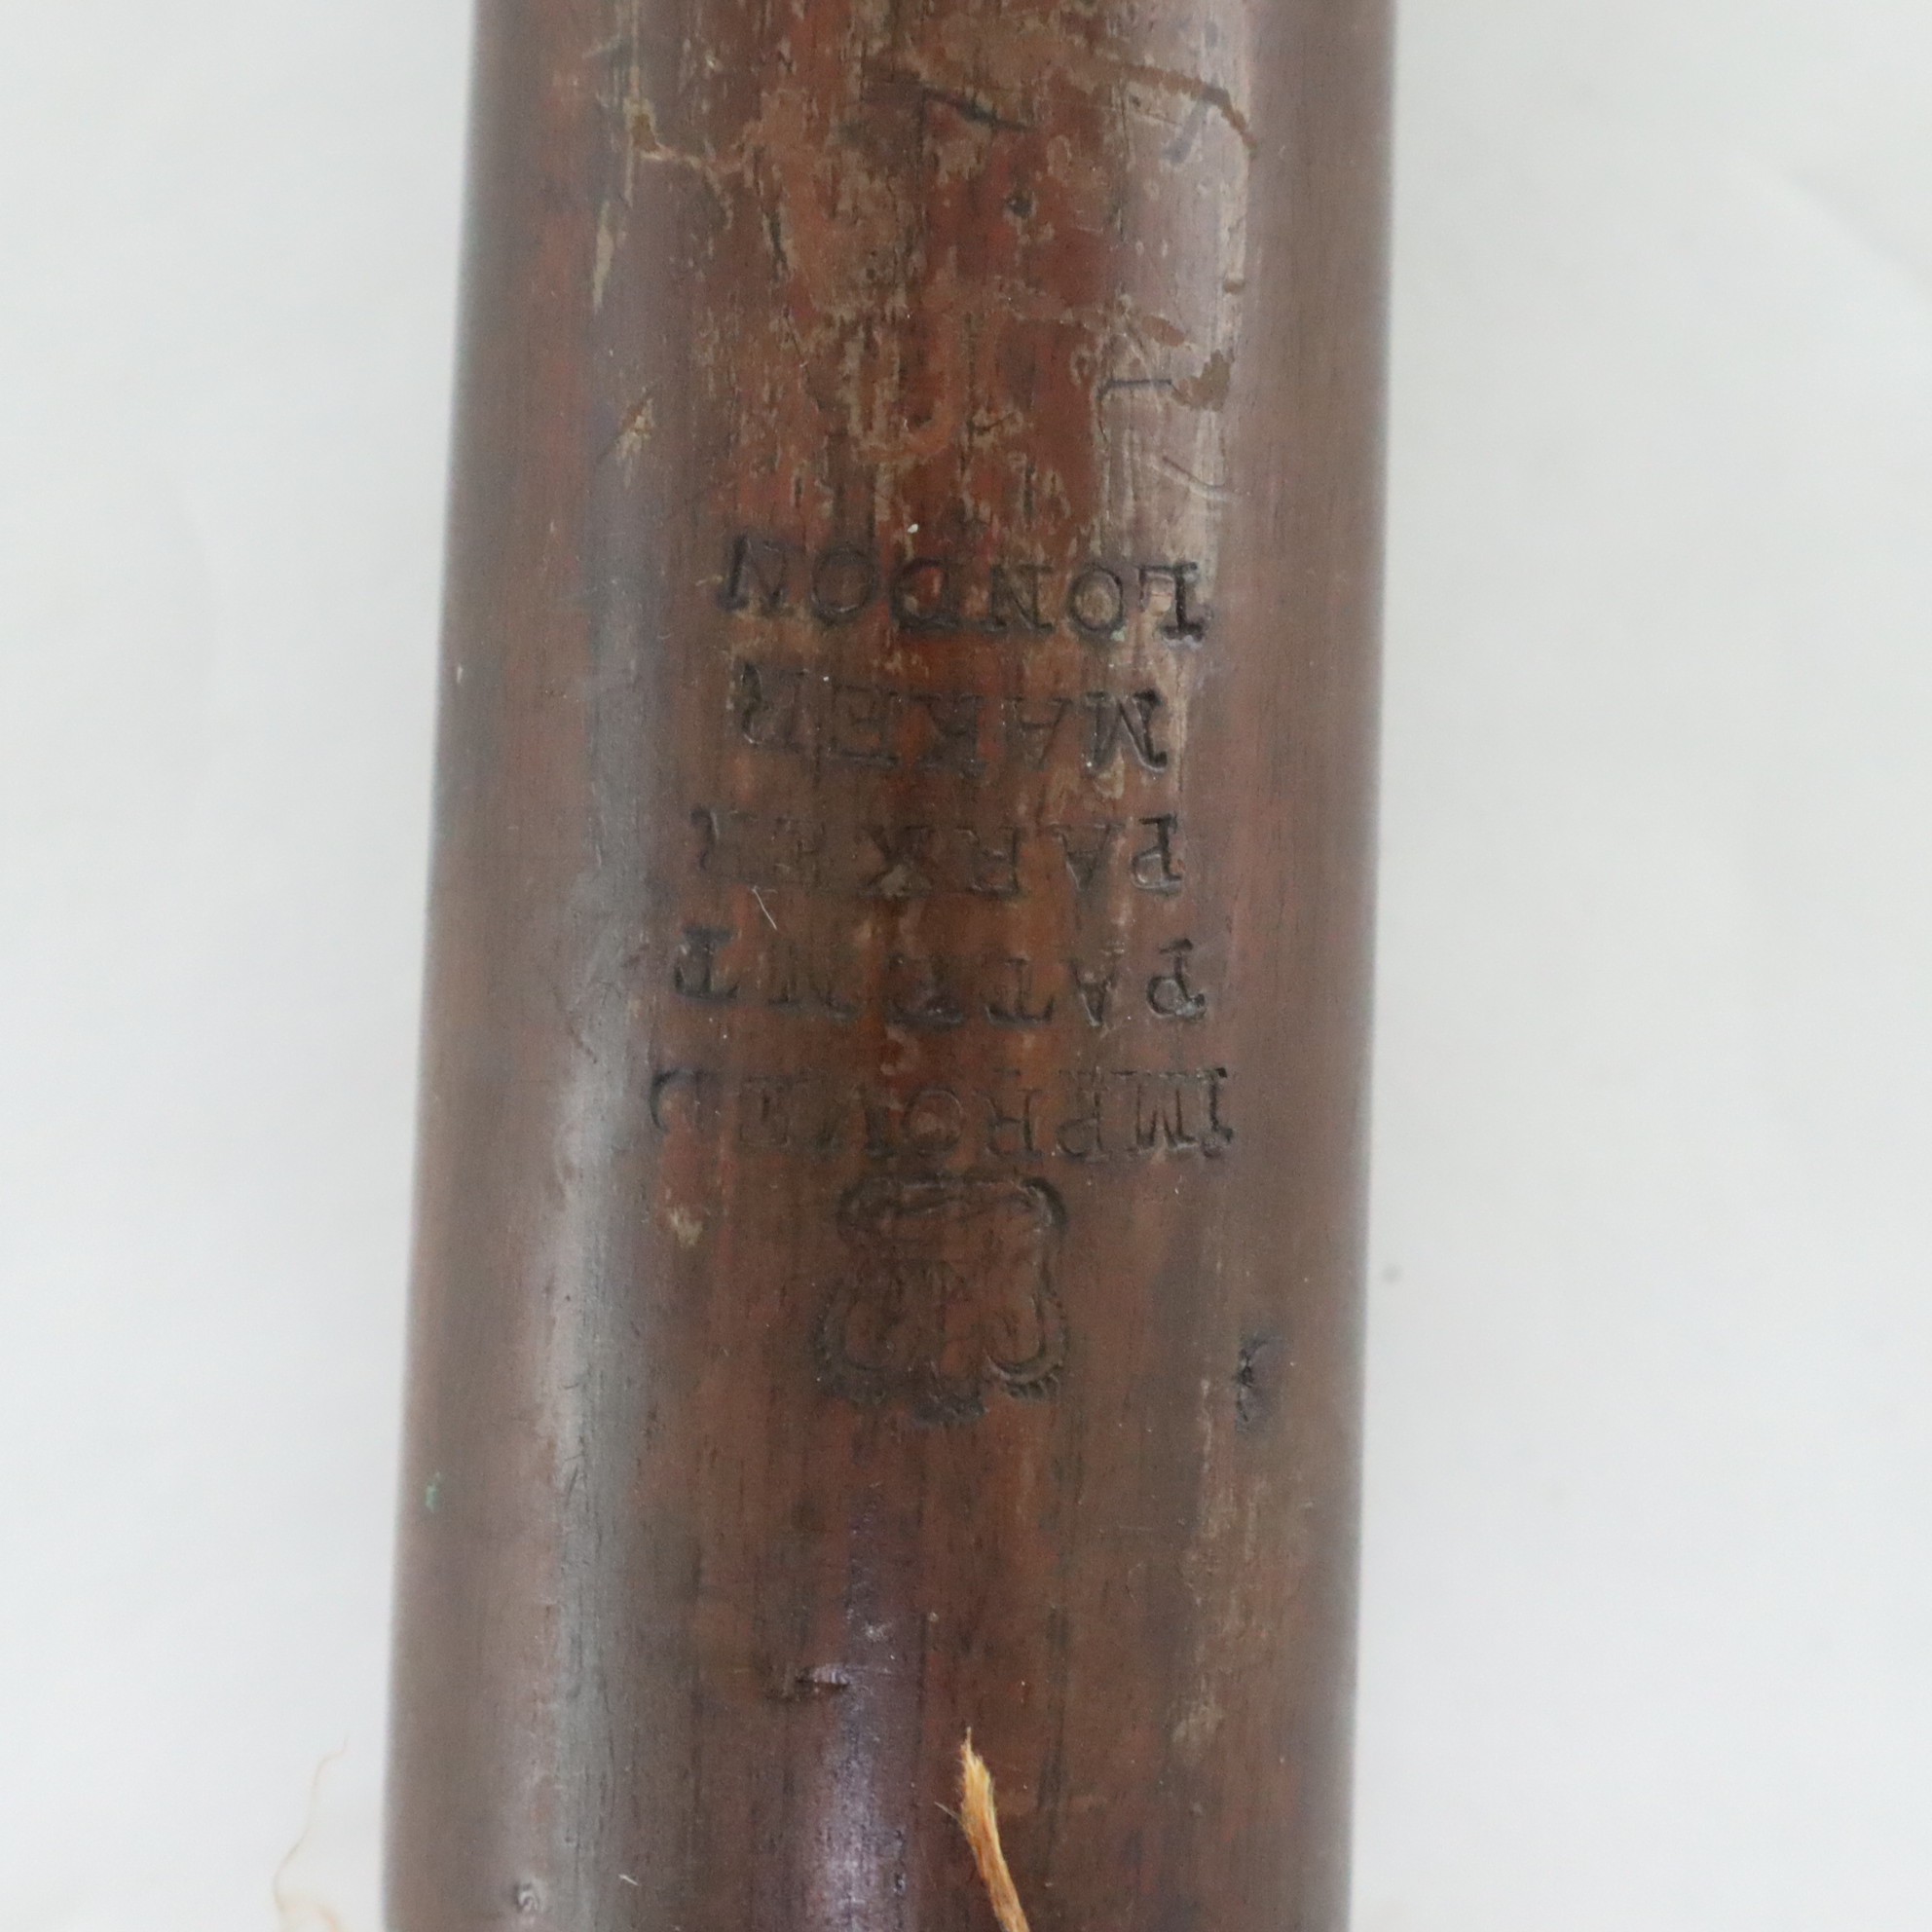 IMPROVED
PATENT
PARKER
MAKER
LONDON